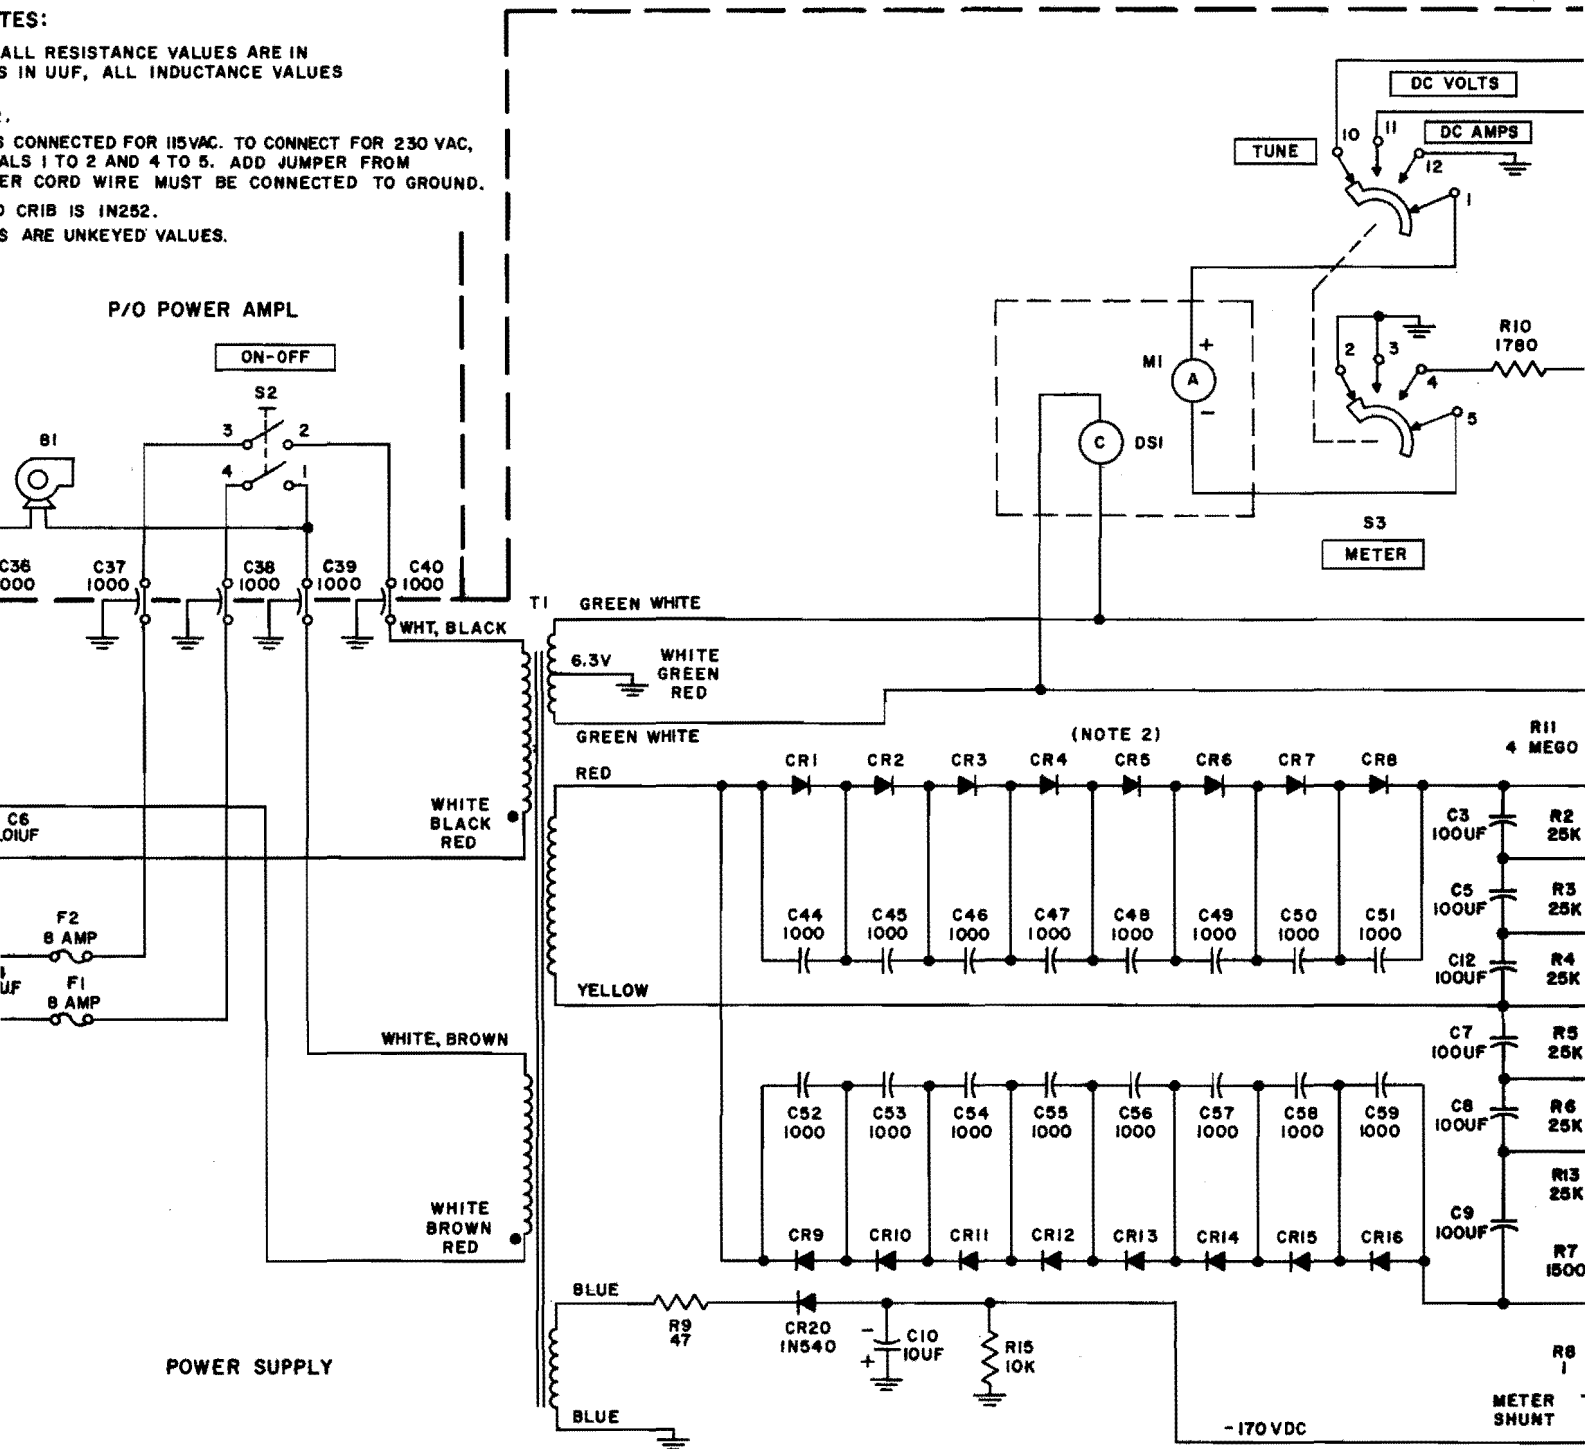 TES:
ALL RESISTANCE VALUES ARE IN
S IN UUF, ALL INDUCTANCE VALUES
S CONNECTED FOR 115VAC. TO CONNECT FOR 230 VAC,
ALS 1 TO 2 AND 4 TO 5. ADD JUMPER FROM
ER CORD WIRE MUST BE CONNECTED TO GROUND.
D CR18 IS IN252.
S ARE UNKEYED VALUES.
DC VOLTS
10
11
DC AMPS
TUNE
12
1
P/O POWER AMPL
ON-OFF
S2
3
2
4
1
B1
M1
+
A
-
C
DS1
2
3
4
5
R10
1780
S3
METER
C36
000
C37
1000
C38
1000
C39
1000
C40
1000
WHT, BLACK
T1
GREEN WHITE
6.3V
WHITE
GREEN
RED
GREEN WHITE
RED
(NOTE 2)
R11
4 MEGO
CR1
CR2
CR3
CR4
CR5
CR6
CR7
CR8
WHITE
BLACK
RED
C6
.01UF
C3
100UF
R2
25K
C5
100UF
R3
25K
C44
1000
C45
1000
C46
1000
C47
1000
C48
1000
C49
1000
C50
1000
C51
1000
C12
100UF
R4
25K
F2
8 AMP
F1
8 AMP
UF
YELLOW
WHITE, BROWN
C7
100UF
R5
25K
C52
1000
C53
1000
C54
1000
C55
1000
C56
1000
C57
1000
C58
1000
C59
1000
C8
100UF
R6
25K
R13
25K
C9
100UF
R7
1500
WHITE
BROWN
RED
CR9
CR10
CR11
CR12
CR13
CR14
CR15
CR16
BLUE
R9
47
CR20
1N540
-
+
C10
10UF
R15
10K
R8
1
POWER SUPPLY
BLUE
-170VDC
METER
SHUNT